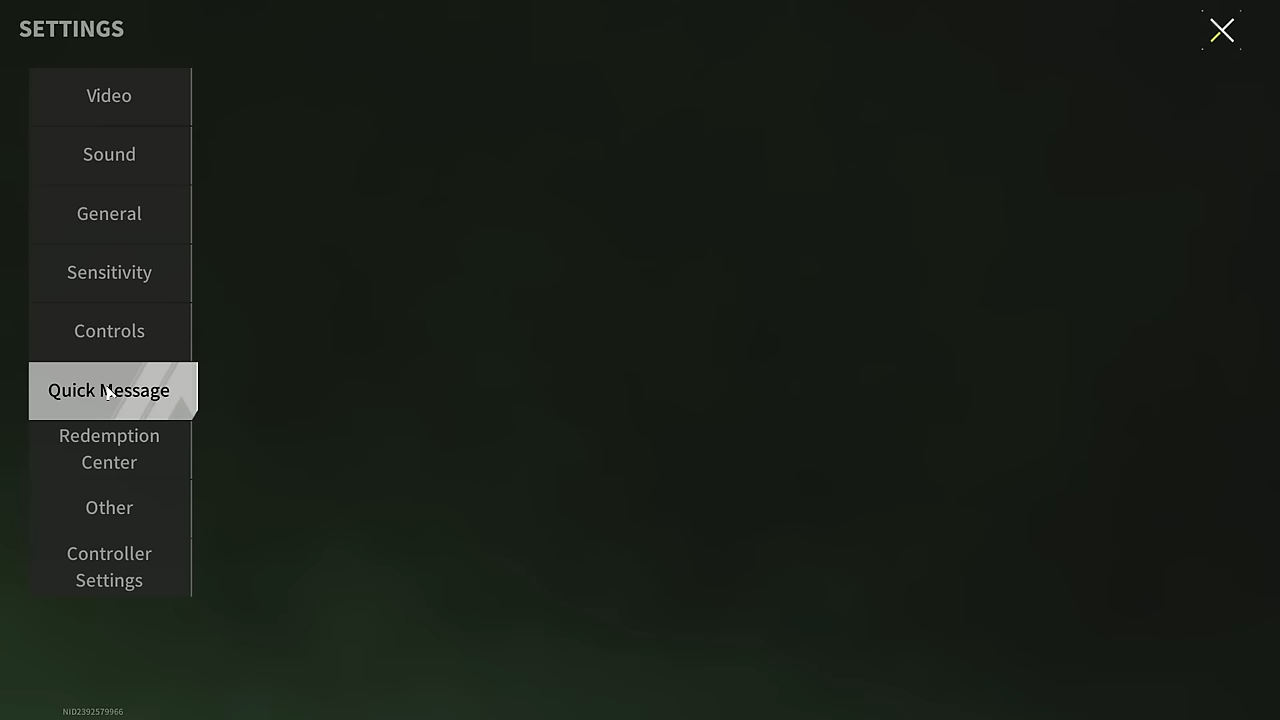 SETTINGS
Video
Sound
General
Sensitivity
Controls
Quick Message
Redemption
Center
Other
Controller
Settings
NID2392579966